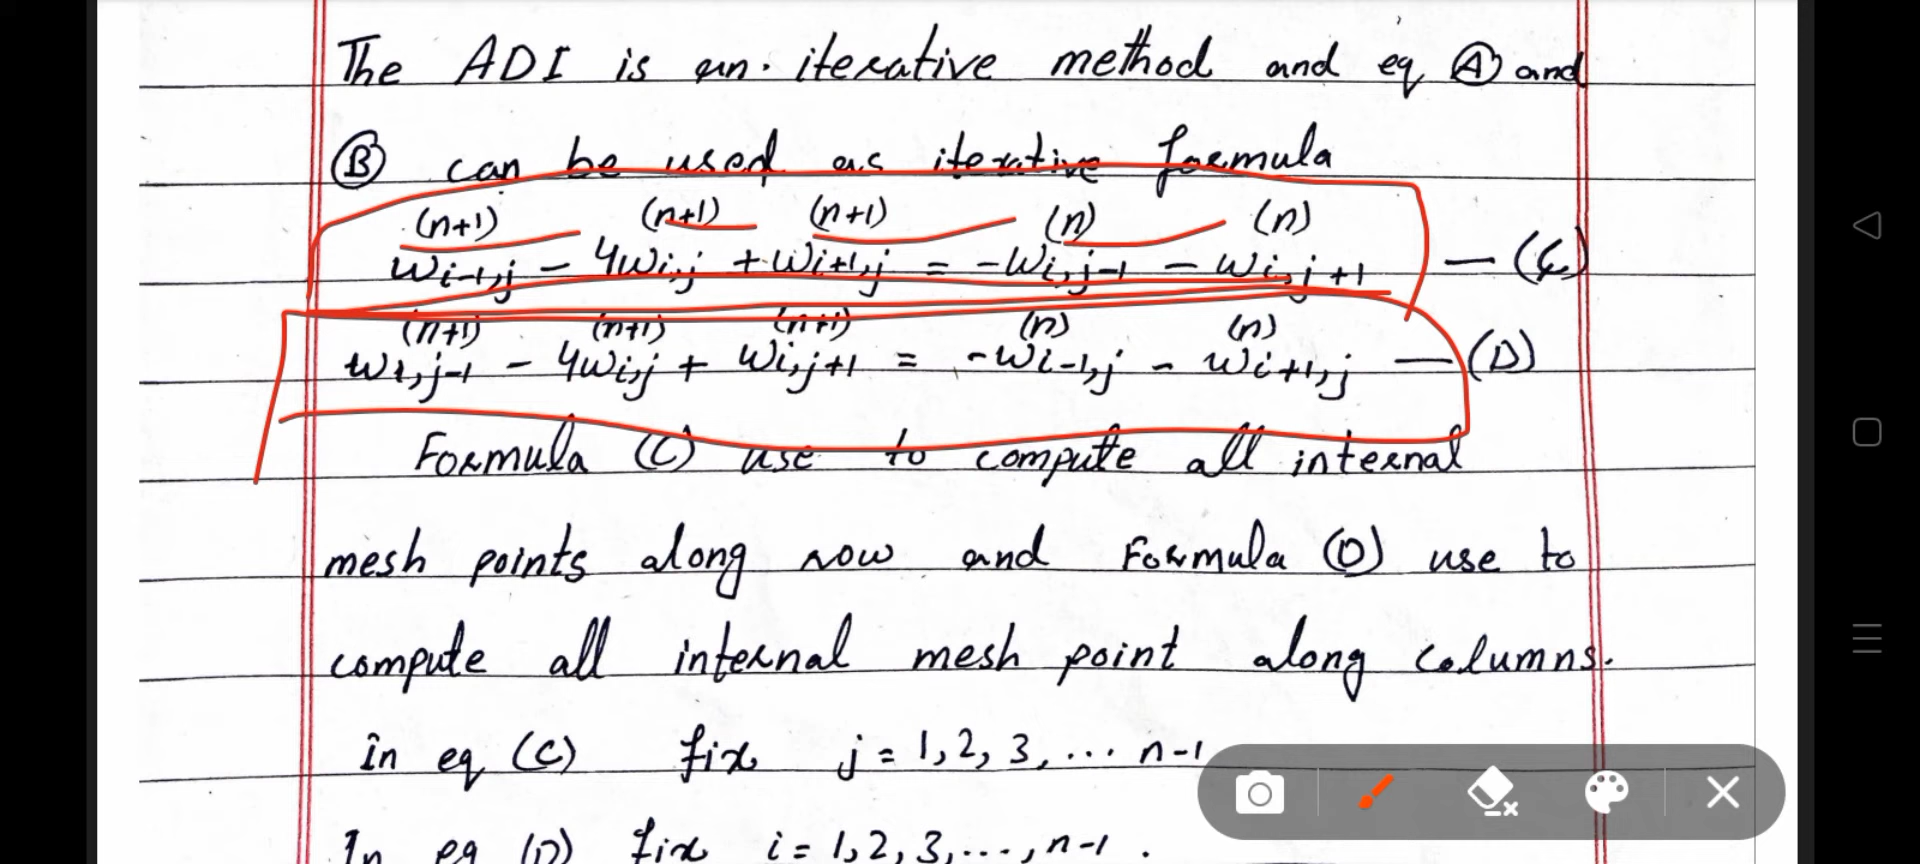 The ADI is an iterative method and eq (A) and
(B) can be used as iterative formula
(n+1) (n+1) (n+1) (n) (n)
wi-1,j - 4wi,j + wi+1,j = -wi,j-1 - wi,j+1 — (C)
(n+1) (n+1) (n+1) (n) (n)
wi,j-1 - 4wi,j + wi,j+1 = -wi-1,j - wi+1,j — (D)
Formula (C) use to compute all internal
mesh points along row and Formula (D) use to
compute all internal mesh point along columns.
in eq (C) fix j = 1,2,3,... n-1
In eq (D) fix i = 1,2,3,...,n-1.